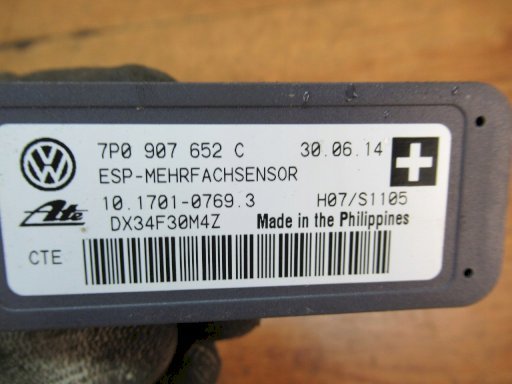 7P0 907 652 C 30.06.14
ESP-MEHRFACHSENSOR
10.1701-0769.3 H07/S1105
DX34F30M4Z Made in the Philippines
Ate
CTE